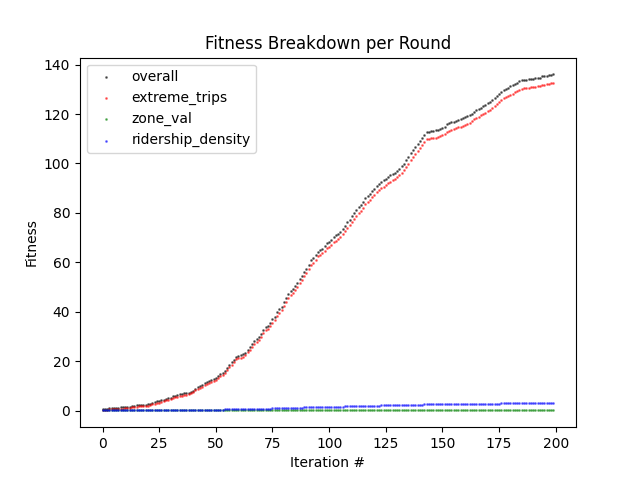 Fitness Breakdown per Round
overall
extreme_trips
zone_val
ridership_density
Fitness
140
120
100
80
60
40
20
0
0 25 50 75 100 125 150 175 200
Iteration #